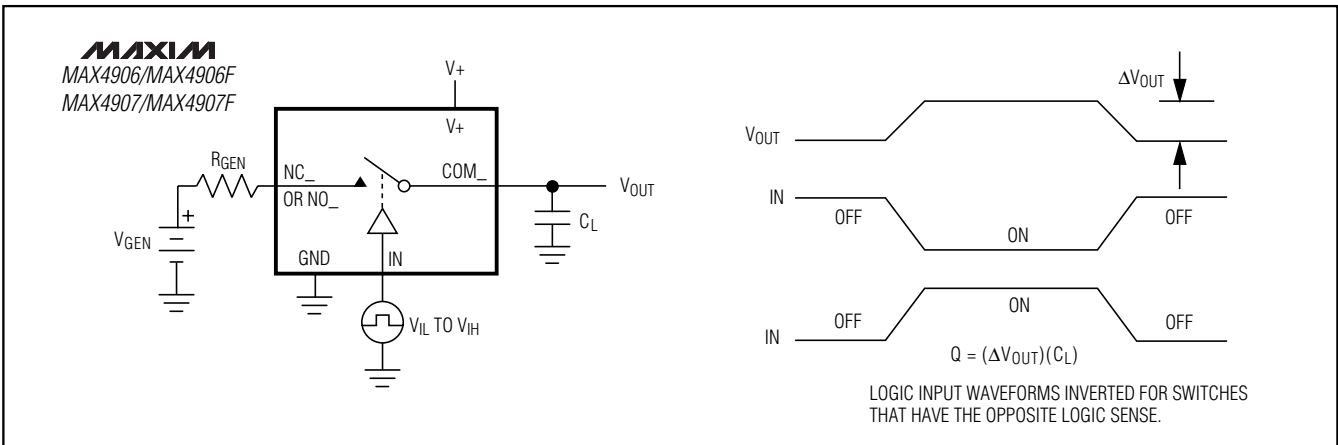 MAXIM
MAX4906/MAX4906F
MAX4907/MAX4907F
V+
V+
RGEN
NC_
OR NO_
COM_
VOUT
CL
VGEN
+
GND
IN
VIL TO VIH
ΔVOUT
VOUT
IN
OFF
ON
OFF
IN
OFF
ON
OFF
Q = (ΔVOUT)(CL)
LOGIC INPUT WAVEFORMS INVERTED FOR SWITCHES
THAT HAVE THE OPPOSITE LOGIC SENSE.